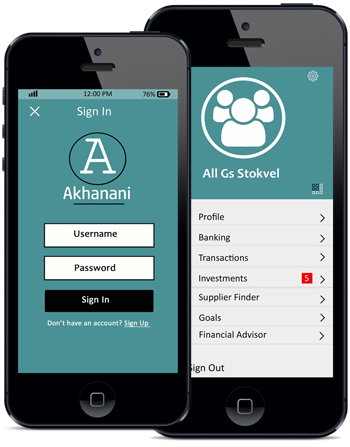 12:00 PM
76%
Sign In
A
Akhanani
Username
Password
Sign In
Don't have an account? Sign Up
All Gs Stokvel
Profile
Banking
Transactions
Investments 5
Supplier Finder
Goals
Financial Advisor
Sign Out